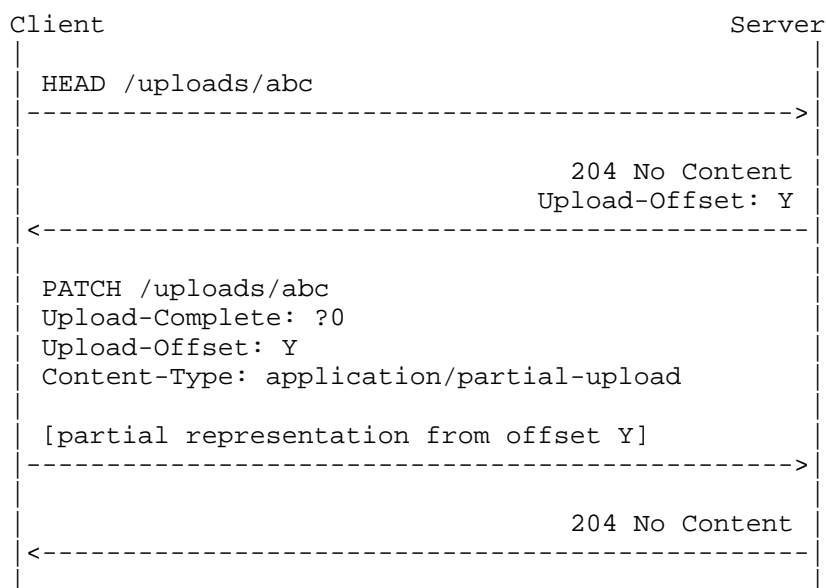 Client Server
HEAD /uploads/abc
204 No Content
Upload-Offset: Y
PATCH /uploads/abc
Upload-Complete: ?0
Upload-Offset: Y
Content-Type: application/partial-upload
[partial representation from offset Y]
204 No Content